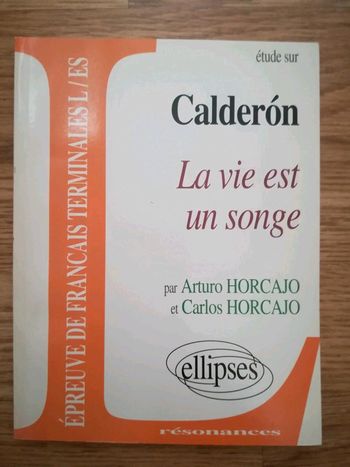 étude sur
Calderón
La vie est
un songe
par Arturo HORCAJO
et Carlos HORCAJO
ellipses
résonances
ÉPREUVE DE FRANÇAIS TERMINALES L / ES